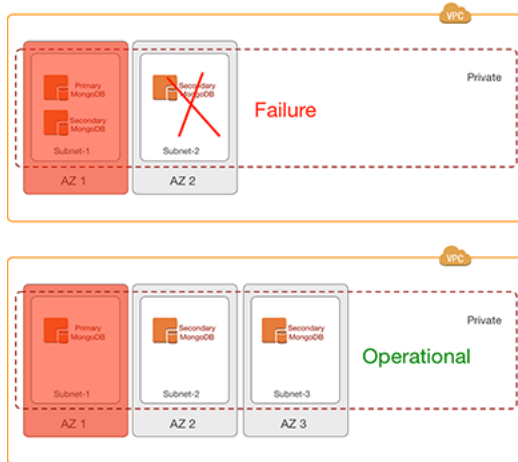 VPC
Private
Primary
MongoDB
Secondary
MongoDB
Subnet-1
AZ 1
Secondary
MongoDB
Subnet-2
AZ 2
Failure
VPC
Private
Primary
MongoDB
Subnet-1
AZ 1
Secondary
MongoDB
Subnet-2
AZ 2
Secondary
MongoDB
Subnet-3
AZ 3
Operational